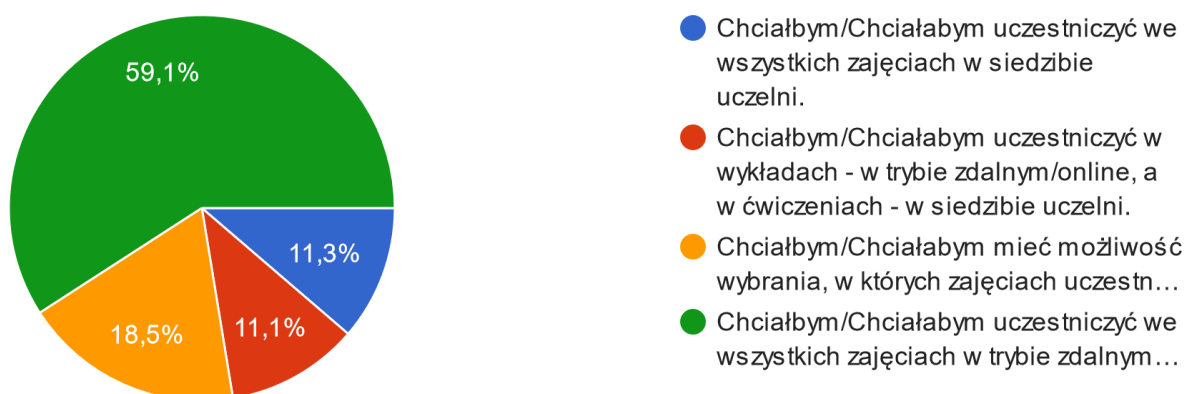 59,1%
11,3%
18,5%
11,1%
Chciałbym/Chciałabym uczestniczyć we
wszystkich zajęciach w siedzibie
uczelni.
Chciałbym/Chciałabym uczestniczyć w
wykładach - w trybie zdalnym/online, a
w ćwiczeniach - w siedzibie uczelni.
Chciałbym/Chciałabym mieć możliwość
wybrania, w których zajęciach uczestn…
Chciałbym/Chciałabym uczestniczyć we
wszystkich zajęciach w trybie zdalnym…